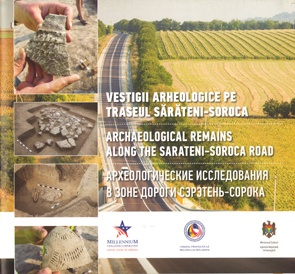 VESTIGII ARHEOLOGICE PE
TRASEUL SĂRĂTENI-SOROCA
ARCHAEOLOGICAL REMAINS
ALONG THE SARATENI-SOROCA ROAD
АРХЕОЛОГИЧЕСКИЕ ИССЛЕДОВАНИЯ
В ЗОНЕ ДОРОГИ СЭРЭТЕНЬ-СОРОКА
MILLENNIUM